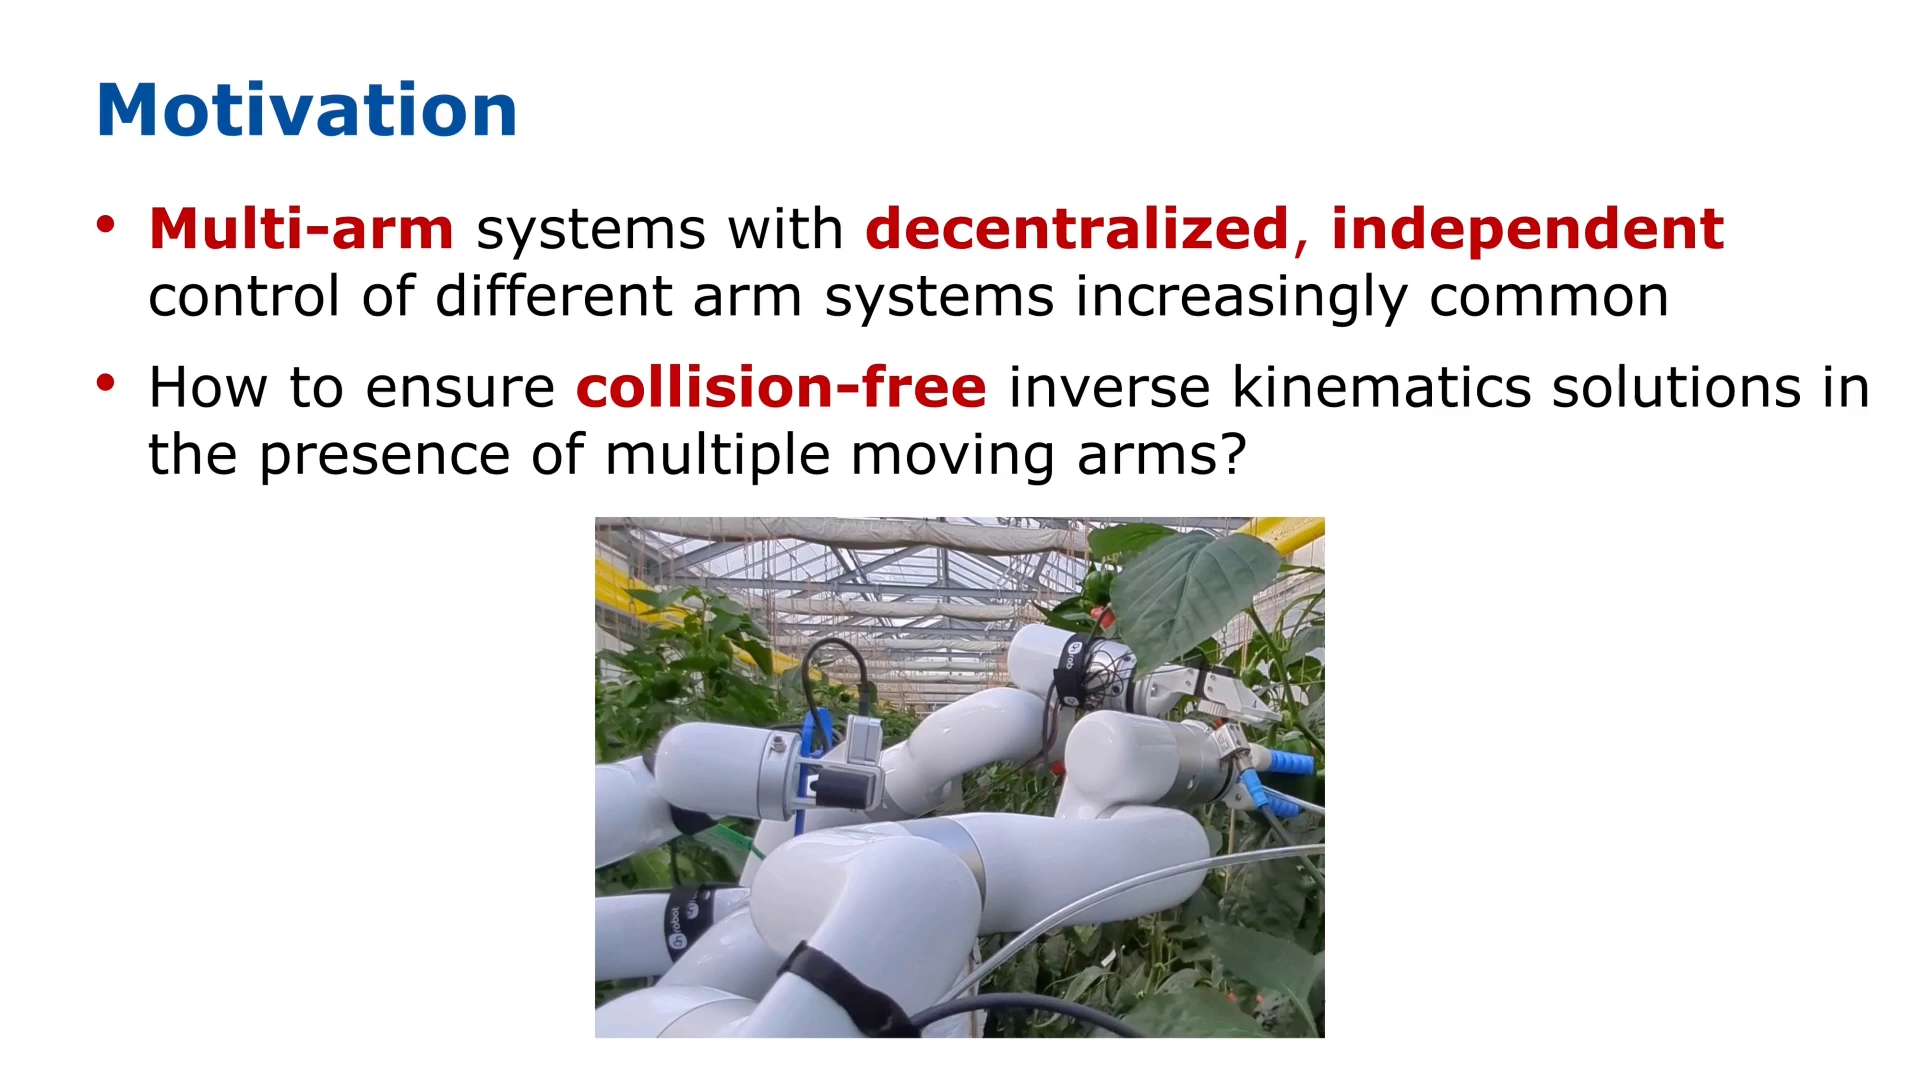 Motivation
• Multi-arm systems with decentralized, independent
control of different arm systems increasingly common
• How to ensure collision-free inverse kinematics solutions in
the presence of multiple moving arms?
robot